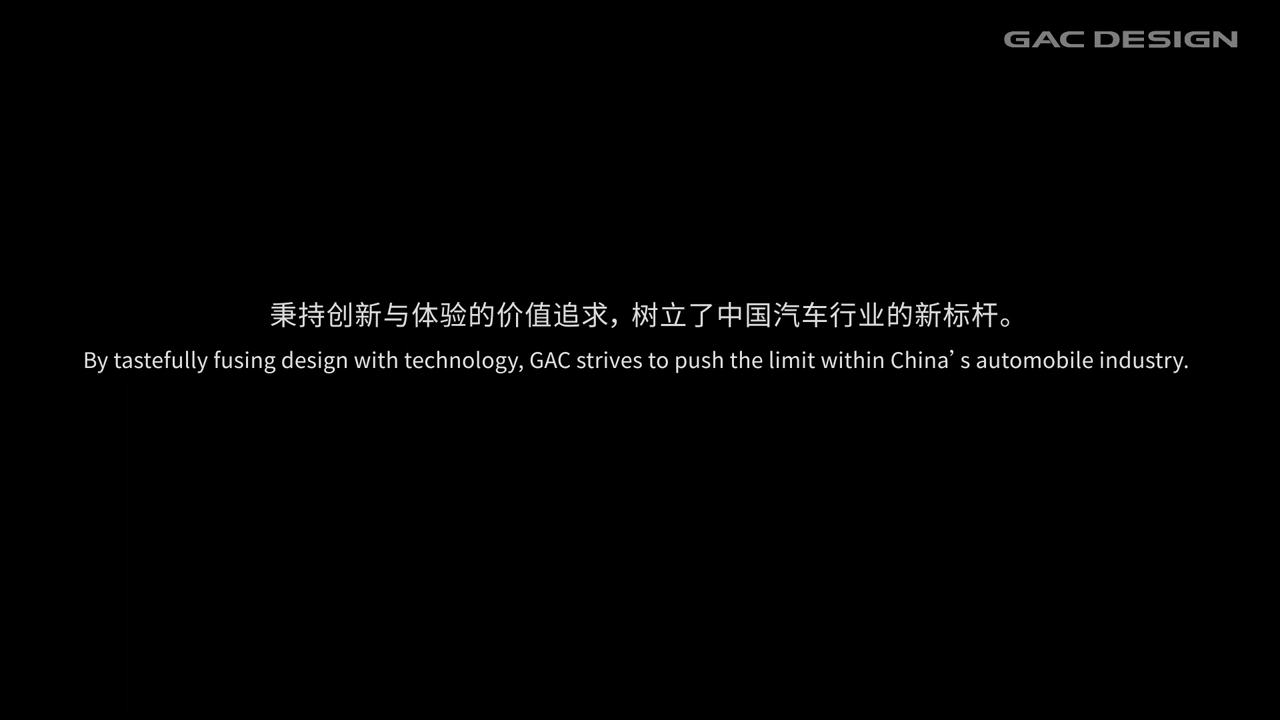 GAC DESIGN
秉持创新与体验的价值追求，树立了中国汽车行业的新标杆。
By tastefully fusing design with technology, GAC strives to push the limit within China’ s automobile industry.